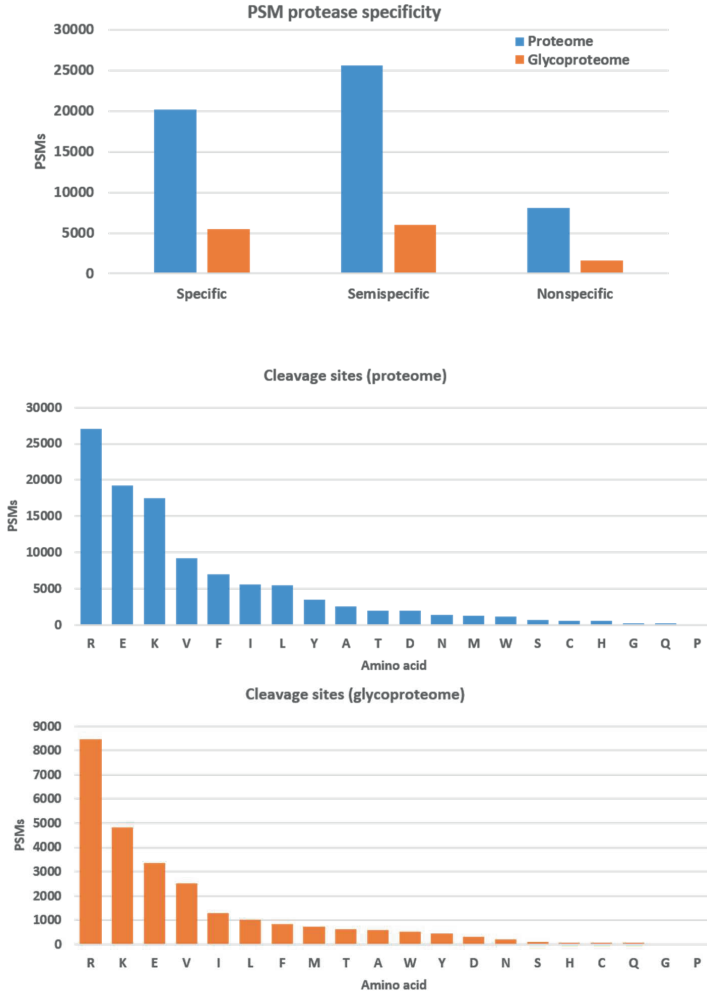 PSM protease specificity
30000
25000
20000
15000
10000
5000
0
PSMs
Proteome
Glycoproteome
Specific Semispecific Nonspecific
Cleavage sites (proteome)
30000
25000
20000
15000
10000
5000
0
PSMs
R E K V F I L Y A T D N M W S C H G Q P
Amino acid
Cleavage sites (glycoproteome)
9000
8000
7000
6000
5000
4000
3000
2000
1000
0
PSMs
R K E V I L F M T A W Y D N S H C Q G P
Amino acid